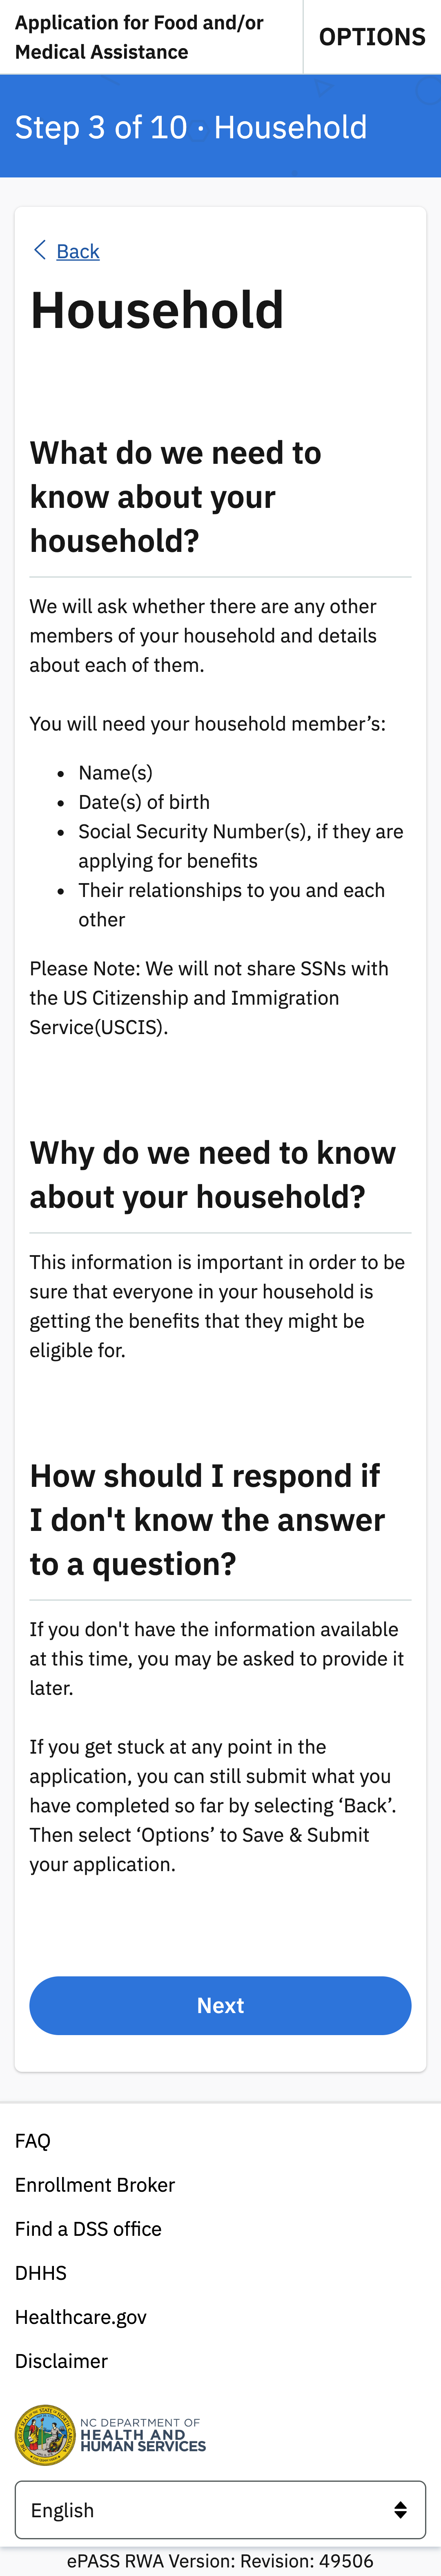 Application for Food and/or
Medical Assistance
OPTIONS
Step 3 of 10 · Household
Back
Household
What do we need to
know about your
household?
We will ask whether there are any other
members of your household and details
about each of them.
You will need your household member’s:
• Name(s)
• Date(s) of birth
• Social Security Number(s), if they are
applying for benefits
• Their relationships to you and each
other
Please Note: We will not share SSNs with
the US Citizenship and Immigration
Service(USCIS).
Why do we need to know
about your household?
This information is important in order to be
sure that everyone in your household is
getting the benefits that they might be
eligible for.
How should I respond if
I don't know the answer
to a question?
If you don't have the information available
at this time, you may be asked to provide it
later.
If you get stuck at any point in the
application, you can still submit what you
have completed so far by selecting ‘Back’.
Then select ‘Options’ to Save & Submit
your application.
Next
FAQ
Enrollment Broker
Find a DSS office
DHHS
Healthcare.gov
Disclaimer
NC DEPARTMENT OF
HEALTH AND
HUMAN SERVICES
English
ePASS RWA Version: Revision: 49506